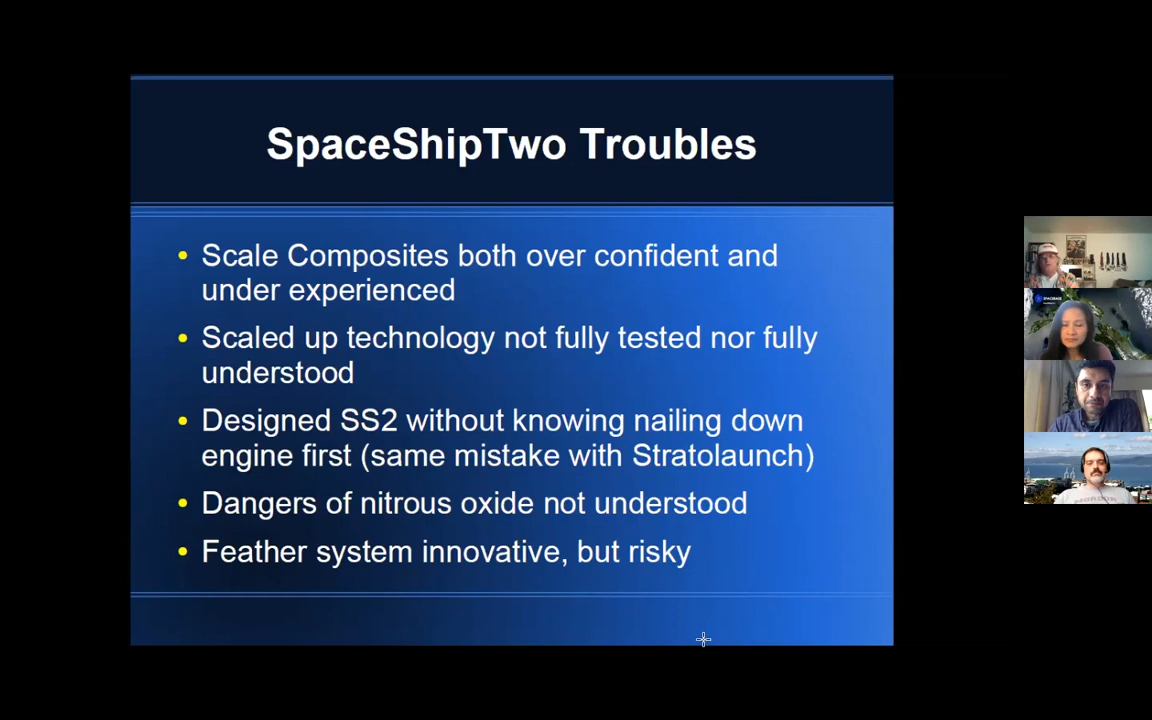 SpaceShipTwo Troubles
• Scale Composites both over confident and
under experienced
• Scaled up technology not fully tested nor fully
understood
• Designed SS2 without knowing nailing down
engine first (same mistake with Stratolaunch)
• Dangers of nitrous oxide not understood
• Feather system innovative, but risky
SPACEBASE